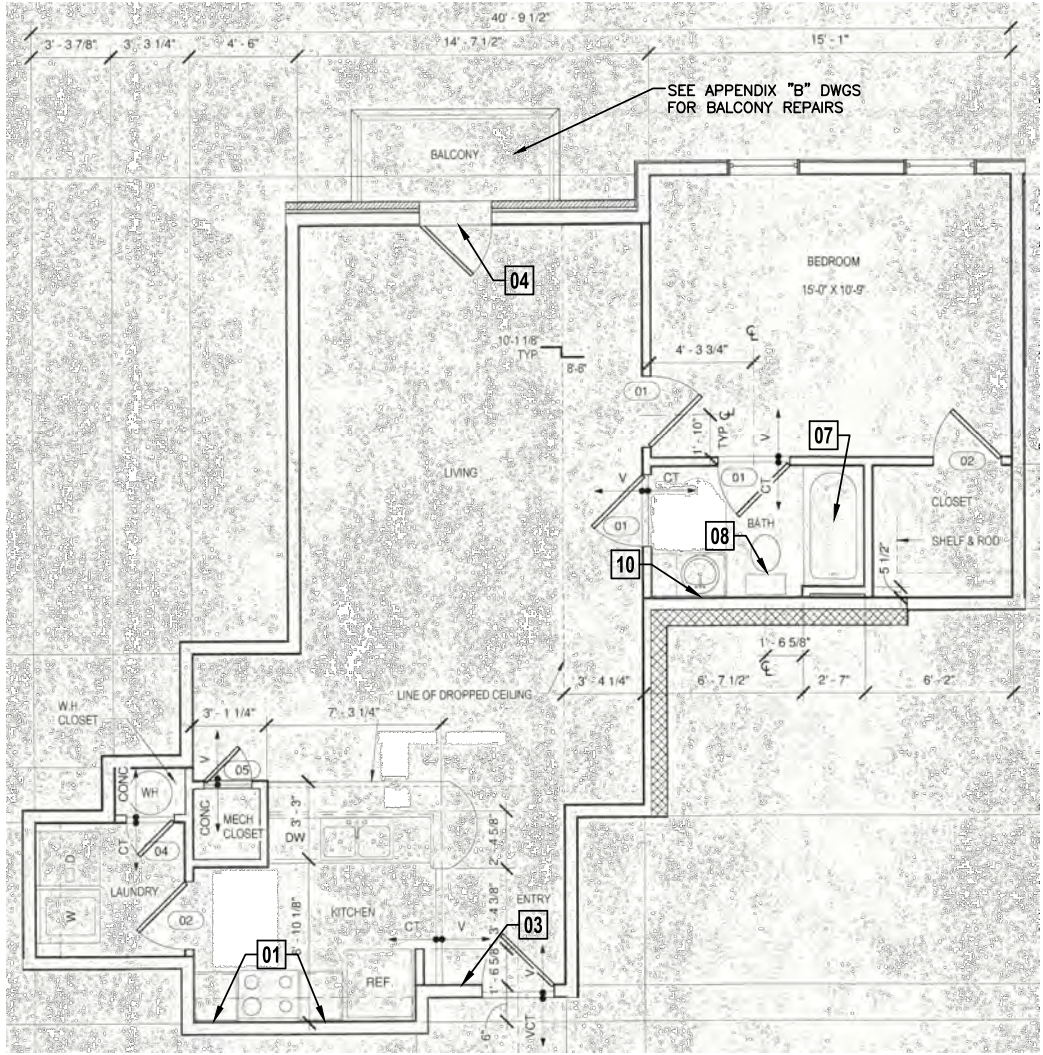 40' - 9 1/2"
3' - 3 7/8"
3' - 3 1/4"
4' - 6"
14' - 7 1/2"
15' - 1"
SEE APPENDIX "B" DWGS
FOR BALCONY REPAIRS
BALCONY
04
BEDROOM
15'-0" X 10'-9"
10'-1 1/8"
TYP.
8'-6"
4' - 3 3/4"
01
1' - 10"
TYP.
V
07
LIVING
V
CT
01
CT
02
CLOSET
01
BATH
08
SHELF & ROD
10
5 1/2"
1' - 6 5/8"
LINE OF DROPPED CEILING
3' - 4 1/4"
6' - 7 1/2"
2' - 7"
6' - 2"
W.H
CLOSET
3' - 1 1/4"
7' - 3 1/4"
V
05
CONC
WH
CONC
MECH
CLOSET
3' - 3"
DW
2' - 4 5/8"
CT
04
D
LAUNDRY
W
02
KITCHEN
ENTRY
3' - 4 3/8"
CT
V
03
01
REF.
1' - 6 5/8"
V
6"
VCT